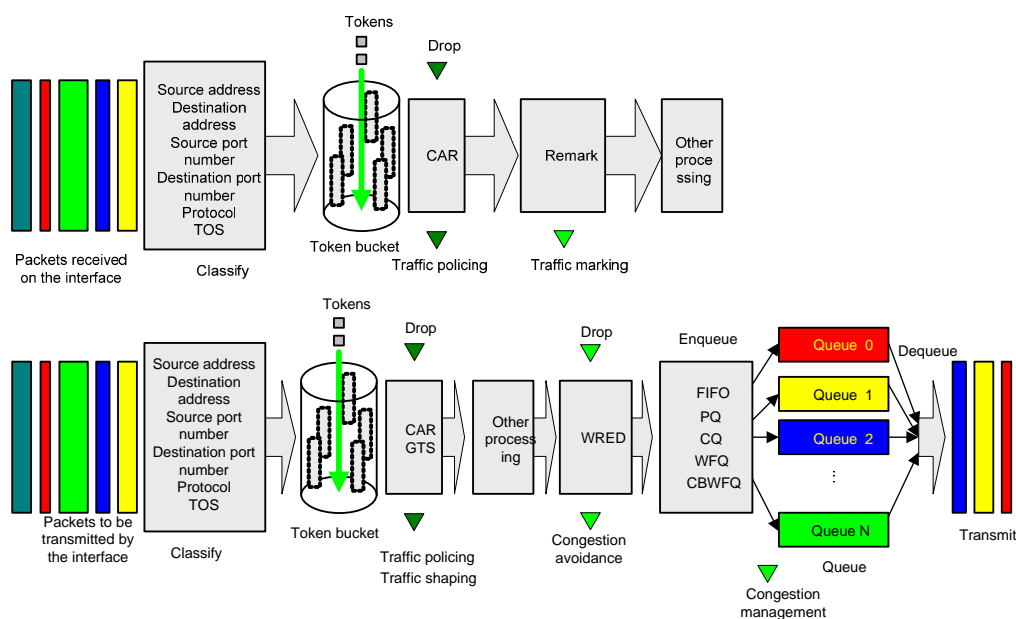 Tokens
Drop
Source address
Destination
address
Source port
number
Destination port
number
Protocol
TOS
CAR
Remark
Other
proce
ssing
Packets received
on the interface
Classify
Token bucket
Traffic policing
Traffic marking
Tokens
Drop
Drop
Enqueue
Dequeue
Source address
Destination
address
Source port
number
Destination port
number
Protocol
TOS
CAR
GTS
Other
process
ing
WRED
FIFO
PQ
CQ
WFQ
CBWFQ
Queue 0
Queue 1
Queue 2
⋮
Queue N
Packets to be
transmitted by
the interface
Classify
Token bucket
Traffic policing
Traffic shaping
Congestion
avoidance
Queue
Congestion
management
Transmit